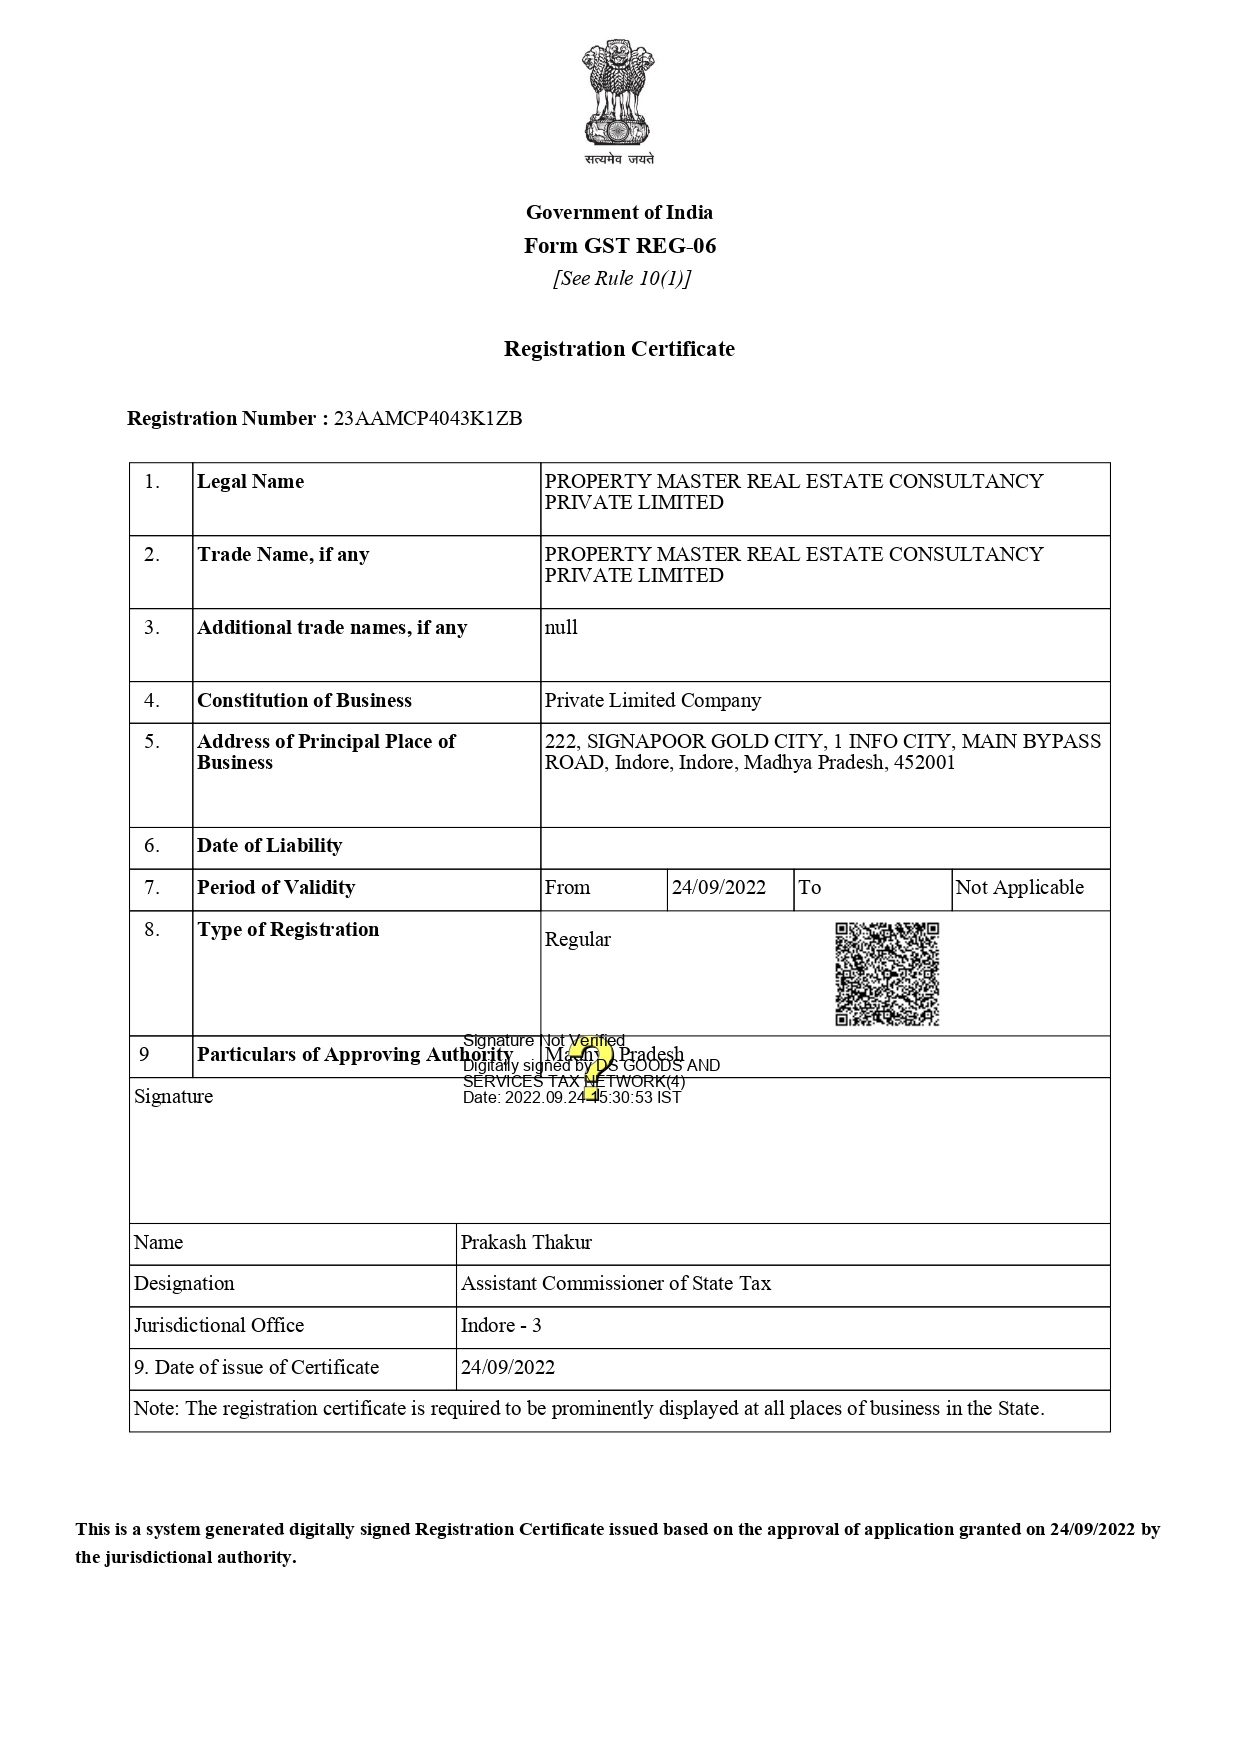 सत्यमेव जयते
Government of India
Form GST REG-06
[See Rule 10(1)]
Registration Certificate
Registration Number : 23AAMCP4043K1ZB
1. Legal Name PROPERTY MASTER REAL ESTATE CONSULTANCY
PRIVATE LIMITED
2. Trade Name, if any PROPERTY MASTER REAL ESTATE CONSULTANCY
PRIVATE LIMITED
3. Additional trade names, if any null
4. Constitution of Business Private Limited Company
5. Address of Principal Place of Business 222, SIGNAPOOR GOLD CITY, 1 INFO CITY, MAIN BYPASS
ROAD, Indore, Indore, Madhya Pradesh, 452001
6. Date of Liability
7. Period of Validity From 24/09/2022 To Not Applicable
8. Type of Registration Regular
9 Particulars of Approving Authority Madhya Pradesh
Signature Not Verified
Digitally signed by DS GOODS AND
SERVICES TAX NETWORK(4)
Date: 2022.09.24 15:30:53 IST
Signature
Name Prakash Thakur
Designation Assistant Commissioner of State Tax
Jurisdictional Office Indore - 3
9. Date of issue of Certificate 24/09/2022
Note: The registration certificate is required to be prominently displayed at all places of business in the State.
This is a system generated digitally signed Registration Certificate issued based on the approval of application granted on 24/09/2022 by
the jurisdictional authority.